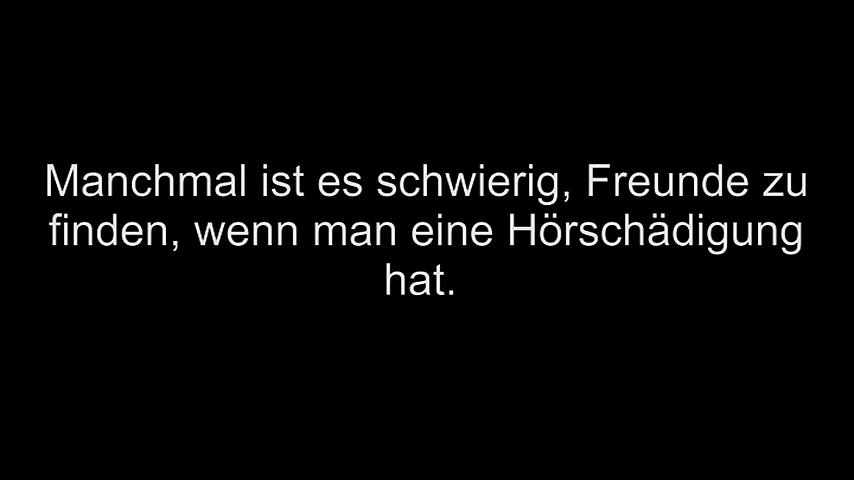 Manchmal ist es schwierig, Freunde zu
finden, wenn man eine Hörschädigung
hat.